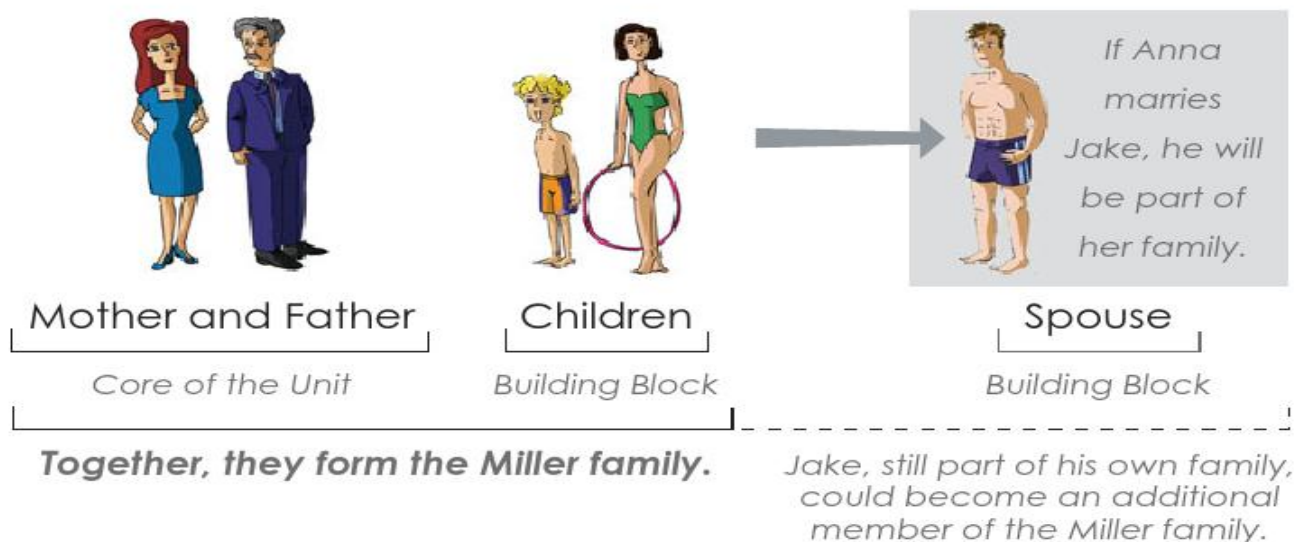 If Anna
marries
Jake, he will
be part of
her family.
Mother and Father
Children
Spouse
Core of the Unit
Building Block
Building Block
Together, they form the Miller family.
Jake, still part of his own family,
could become an additional
member of the Miller family.